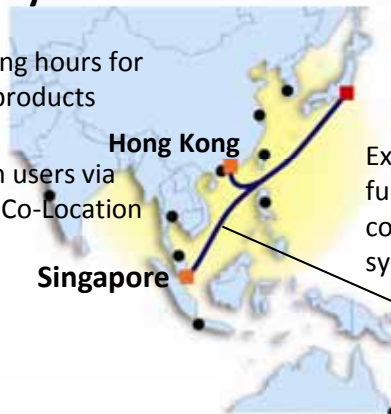 ng hours for
products
Hong Kong
n users via
Co-Location
Singapore
Ex
fu
co
sy